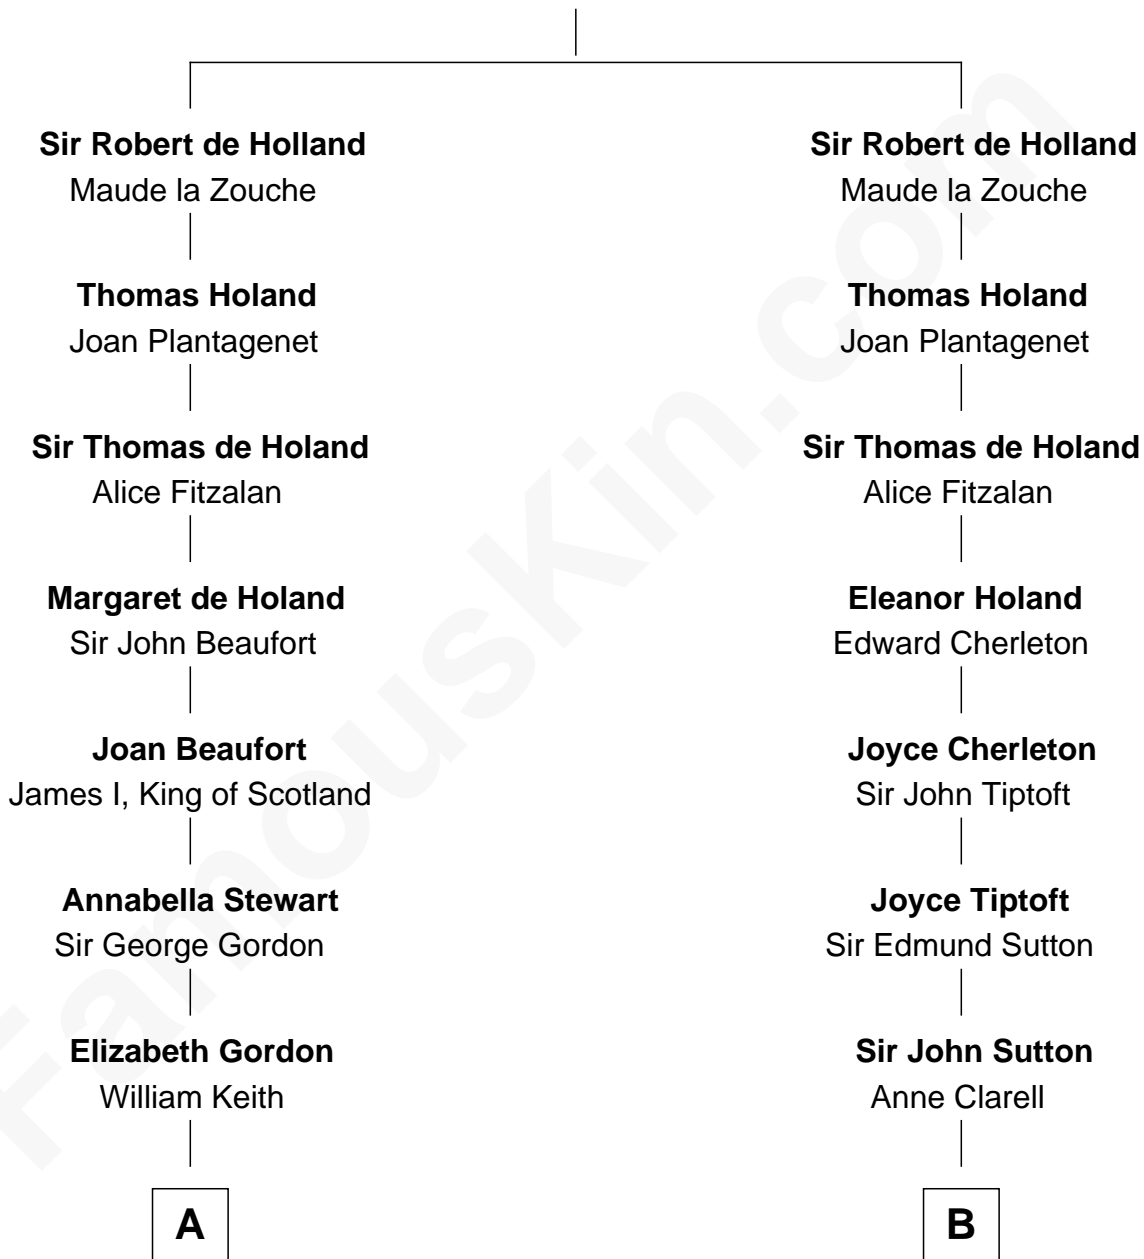 Sir Robert de Holland
Maude la Zouche
Thomas Holand
Joan Plantagenet
Sir Thomas de Holand
Alice Fitzalan
Margaret de Holand
Sir John Beaufort
Joan Beaufort
James I, King of Scotland
Annabella Stewart
Sir George Gordon
Elizabeth Gordon
William Keith
A
Sir Robert de Holland
Maude la Zouche
Thomas Holand
Joan Plantagenet
Sir Thomas de Holand
Alice Fitzalan
Eleanor Holand
Edward Cherleton
Joyce Cherleton
Sir John Tiptoft
Joyce Tiptoft
Sir Edmund Sutton
Sir John Sutton
Anne Clarell
B
FamousKin.com